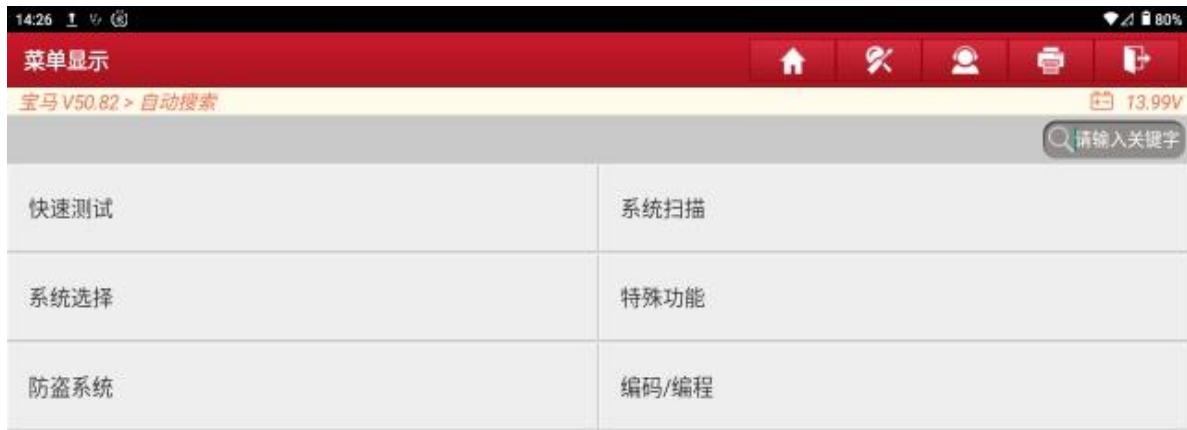 14:26 80%
菜单显示
宝马 V50.82 > 自动搜索 13.99V
请输入关键字
快速测试 系统扫描
系统选择 特殊功能
防盗系统 编码/编程